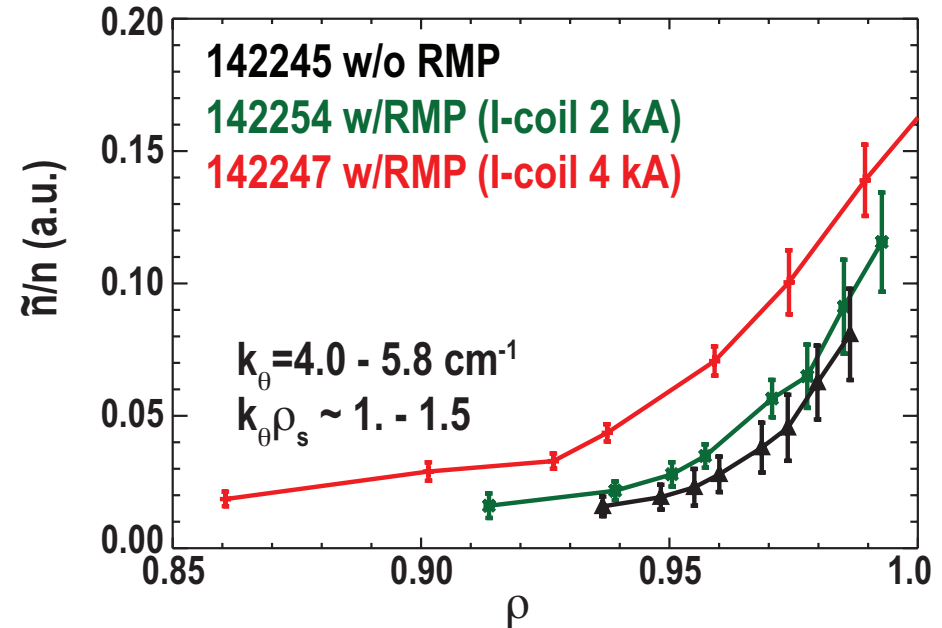 0.20
142245 w/o RMP
142254 w/RMP (I-coil 2 kA)
142247 w/RMP (I-coil 4 kA)
0.15
ñ/n (a.u.)
0.10
kθ=4.0 - 5.8 cm⁻¹
0.05
kθρs ~ 1. - 1.5
0.00
0.85 0.90 0.95 1.0
ρ